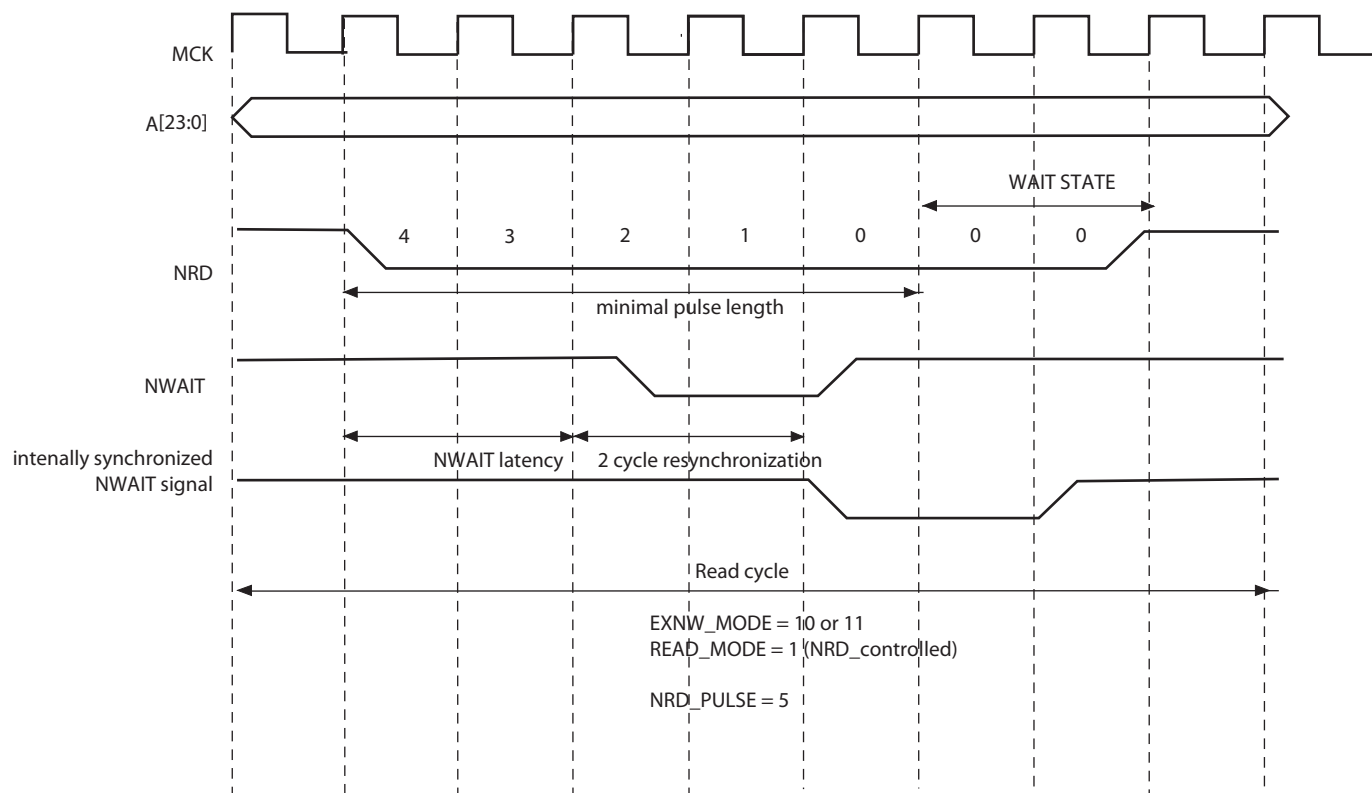 MCK
A[23:0]
WAIT STATE
4 3 2 1 0 0 0
NRD
minimal pulse length
NWAIT
NWAIT latency
2 cycle resynchronization
intenally synchronized
NWAIT signal
Read cycle
EXNW_MODE = 10 or 11
READ_MODE = 1 (NRD_controlled)
NRD_PULSE = 5